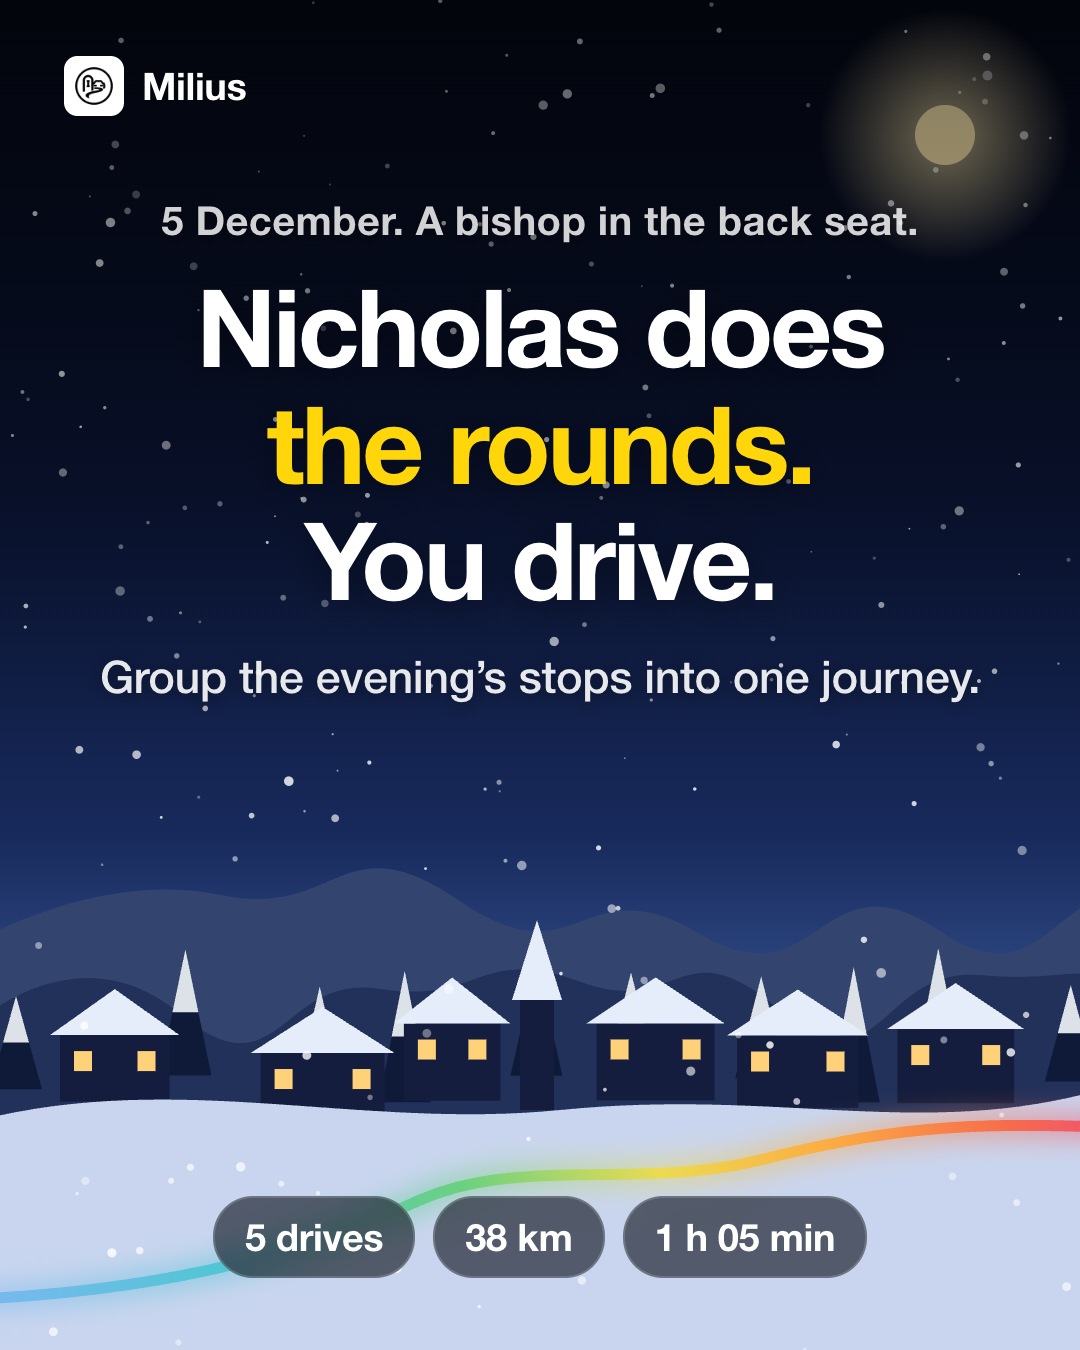 Milius
5 December. A bishop in the back seat.
Nicholas does
the rounds.
You drive.
Group the evening’s stops into one journey.
5 drives
38 km
1 h 05 min